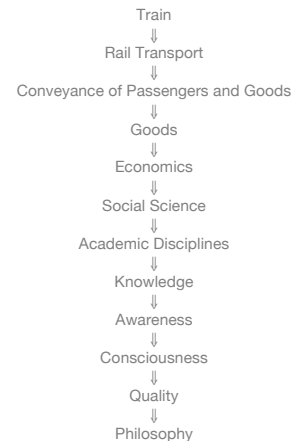 Train
⇓
Rail Transport
⇓
Conveyance of Passengers and Goods
⇓
Goods
⇓
Economics
⇓
Social Science
⇓
Academic Disciplines
⇓
Knowledge
⇓
Awareness
⇓
Consciousness
⇓
Quality
⇓
Philosophy